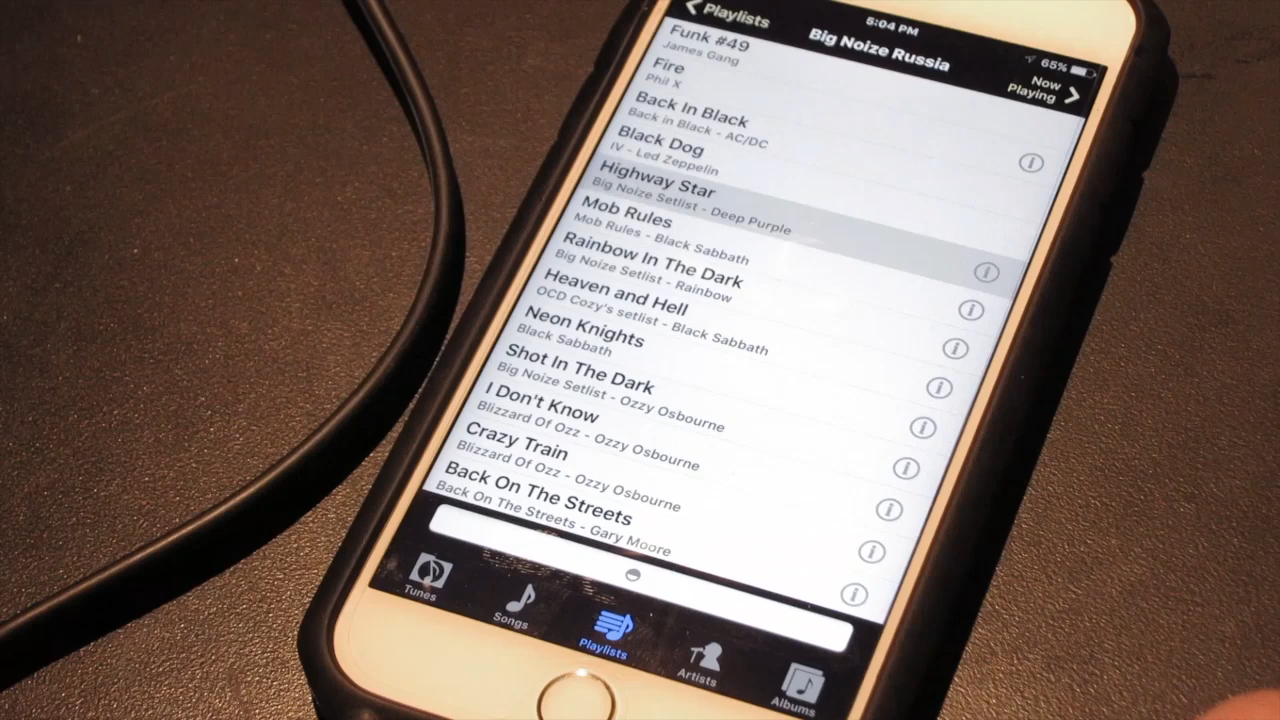 5:04 PM
65%
Playlists
Big Noize Russia
Now
Playing
Funk #49
James Gang
Fire
Phil X
Back In Black
Back in Black - AC/DC
Black Dog
IV - Led Zeppelin
Highway Star
Big Noize Setlist - Deep Purple
Mob Rules
Mob Rules - Black Sabbath
Rainbow In The Dark
Big Noize Setlist - Rainbow
Heaven and Hell
OCD Cozy's setlist - Black Sabbath
Neon Knights
Black Sabbath
Shot In The Dark
Big Noize Setlist - Ozzy Osbourne
I Don't Know
Blizzard Of Ozz - Ozzy Osbourne
Crazy Train
Blizzard Of Ozz - Ozzy Osbourne
Back On The Streets
Back On The Streets - Gary Moore
Tunes
Songs
Playlists
Artists
Albums